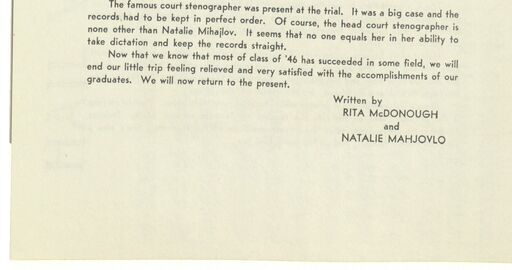 The famous court stenographer was present at the trial. It was a big case and the
records had to be kept in perfect order. Of course, the head court stenographer is
none other than Natalie Mihajlov. It seems that no one equals her in her ability to
take dictation and keep the records straight.
Now that we know that most of class of '46 has succeeded in some field, we will
end our little trip feeling relieved and very satisfied with the accomplishments of our
graduates. We will now return to the present.
Written by
RITA McDONOUGH
and
NATALIE MAHJOVLO